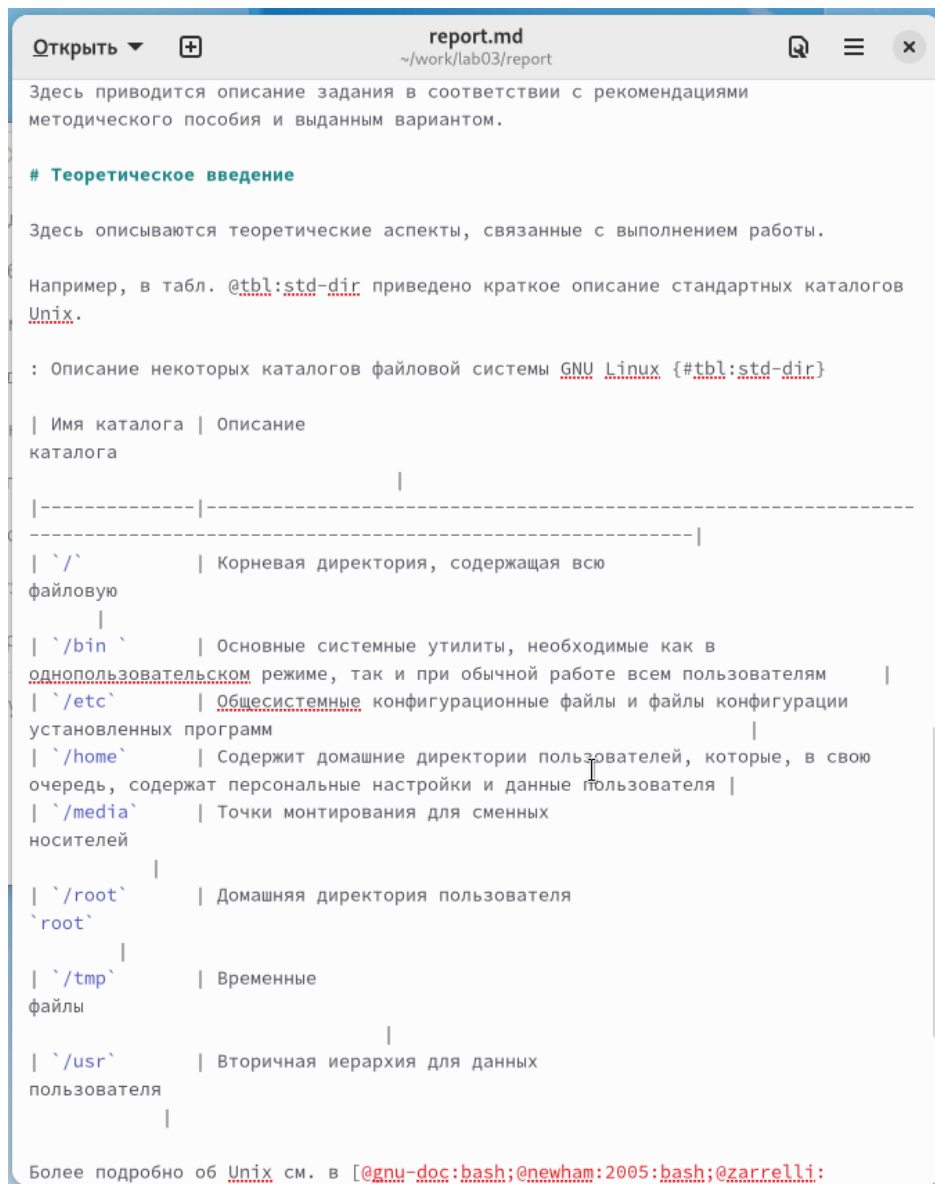 Открыть
report.md
~/work/lab03/report
Здесь приводится описание задания в соответствии с рекомендациями
методического пособия и выданным вариантом.
# Теоретическое введение
Здесь описываются теоретические аспекты, связанные с выполнением работы.
Например, в табл. @tbl:std-dir приведено краткое описание стандартных каталогов
Unix.
: Описание некоторых каталогов файловой системы GNU Linux {#tbl:std-dir}
| Имя каталога | Описание
каталога
|
|--------------|----------------------------------------------------------------
------------------------------------------------------------|
| `/` | Корневая директория, содержащая всю
файловую
|
| `/bin ` | Основные системные утилиты, необходимые как в
однопользовательском режиме, так и при обычной работе всем пользователям |
| `/etc` | Общесистемные конфигурационные файлы и файлы конфигурации
установленных программ |
| `/home` | Содержит домашние директории пользователей, которые, в свою
очередь, содержат персональные настройки и данные пользователя |
| `/media` | Точки монтирования для сменных
носителей
|
| `/root` | Домашняя директория пользователя
`root`
|
| `/tmp` | Временные
файлы
|
| `/usr` | Вторичная иерархия для данных
пользователя
|
Более подробно об Unix см. в [@gnu-doc:bash;@newham:2005:bash;@zarrelli: